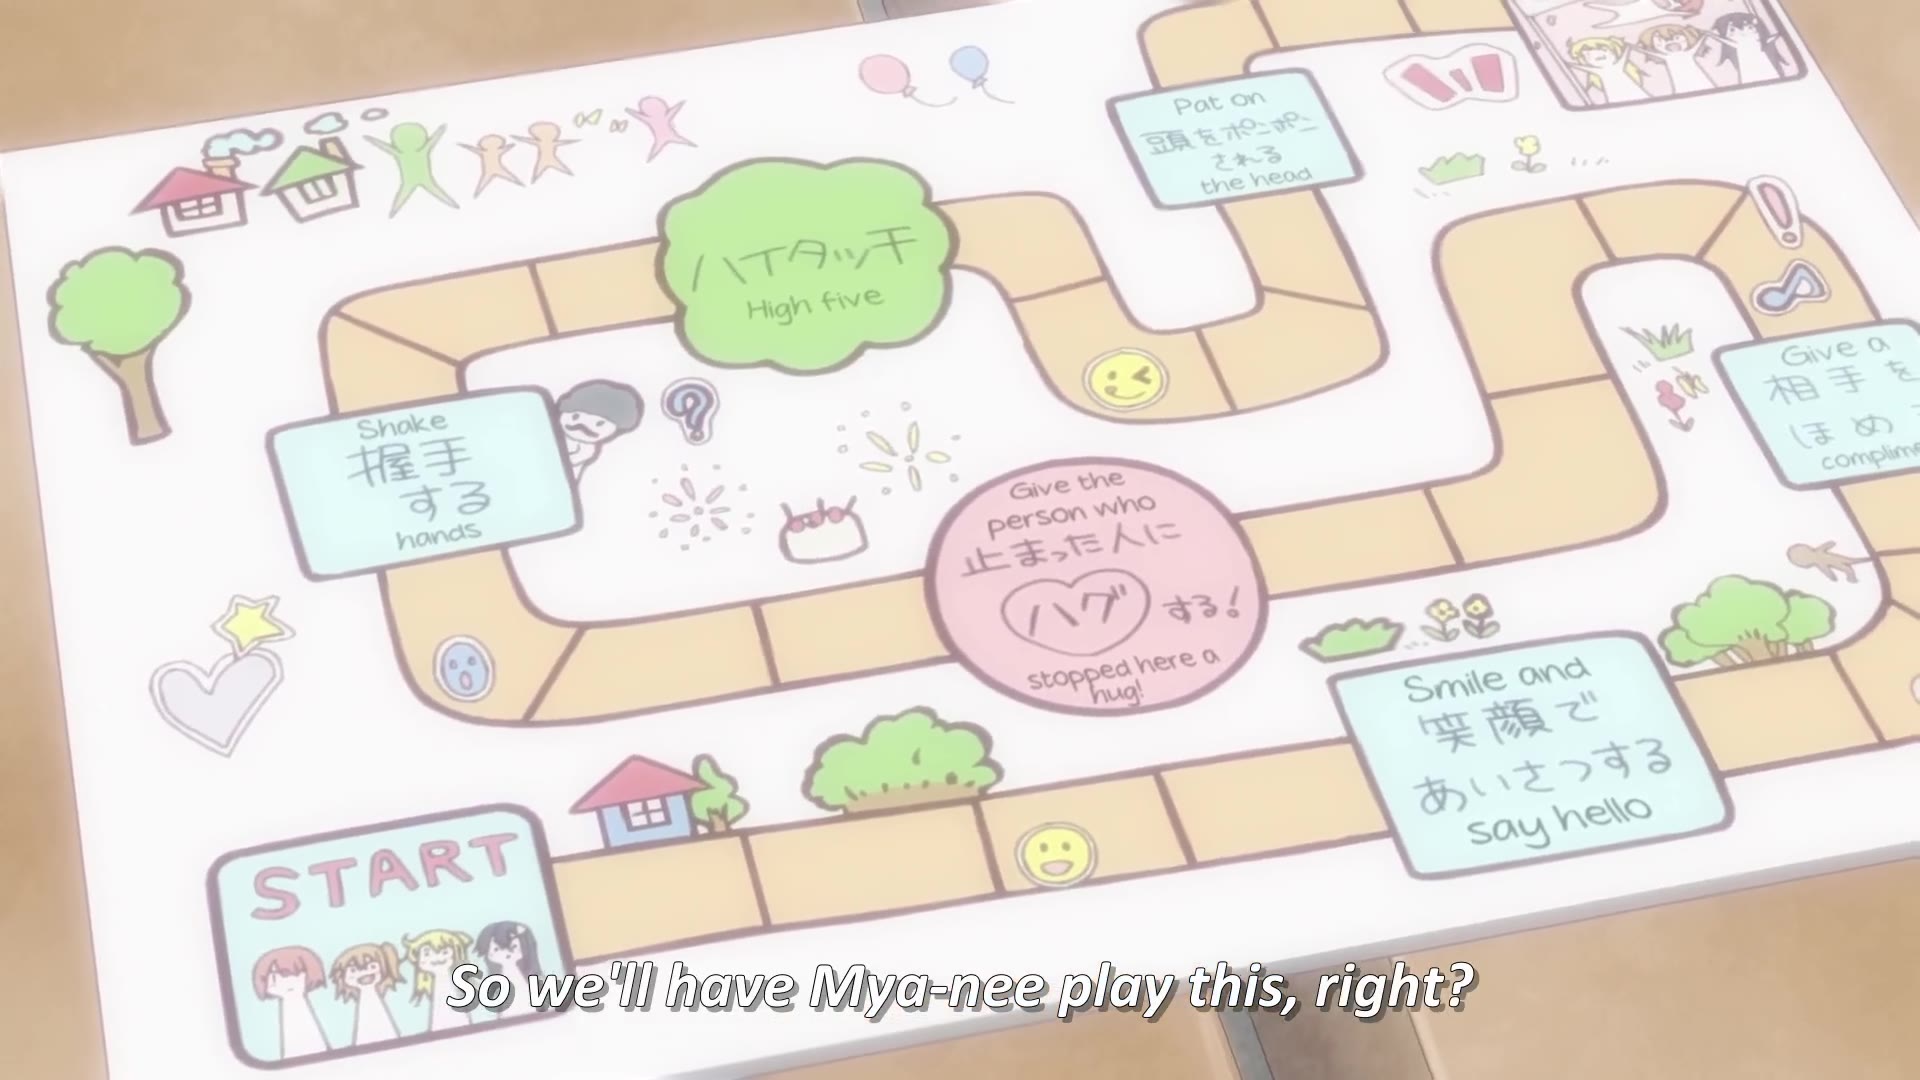 Pat on
頭をポンポン
される
the head
ハイタッチ
High five
Give a
相手を
ほめ
Shake
握手
する
hands
Give the
person who
止まった人に
ハグ する!
stopped here a
hug!
Smile and
笑顔で
あいさつする
say hello
START
So we'll have Mya-nee play this, right?